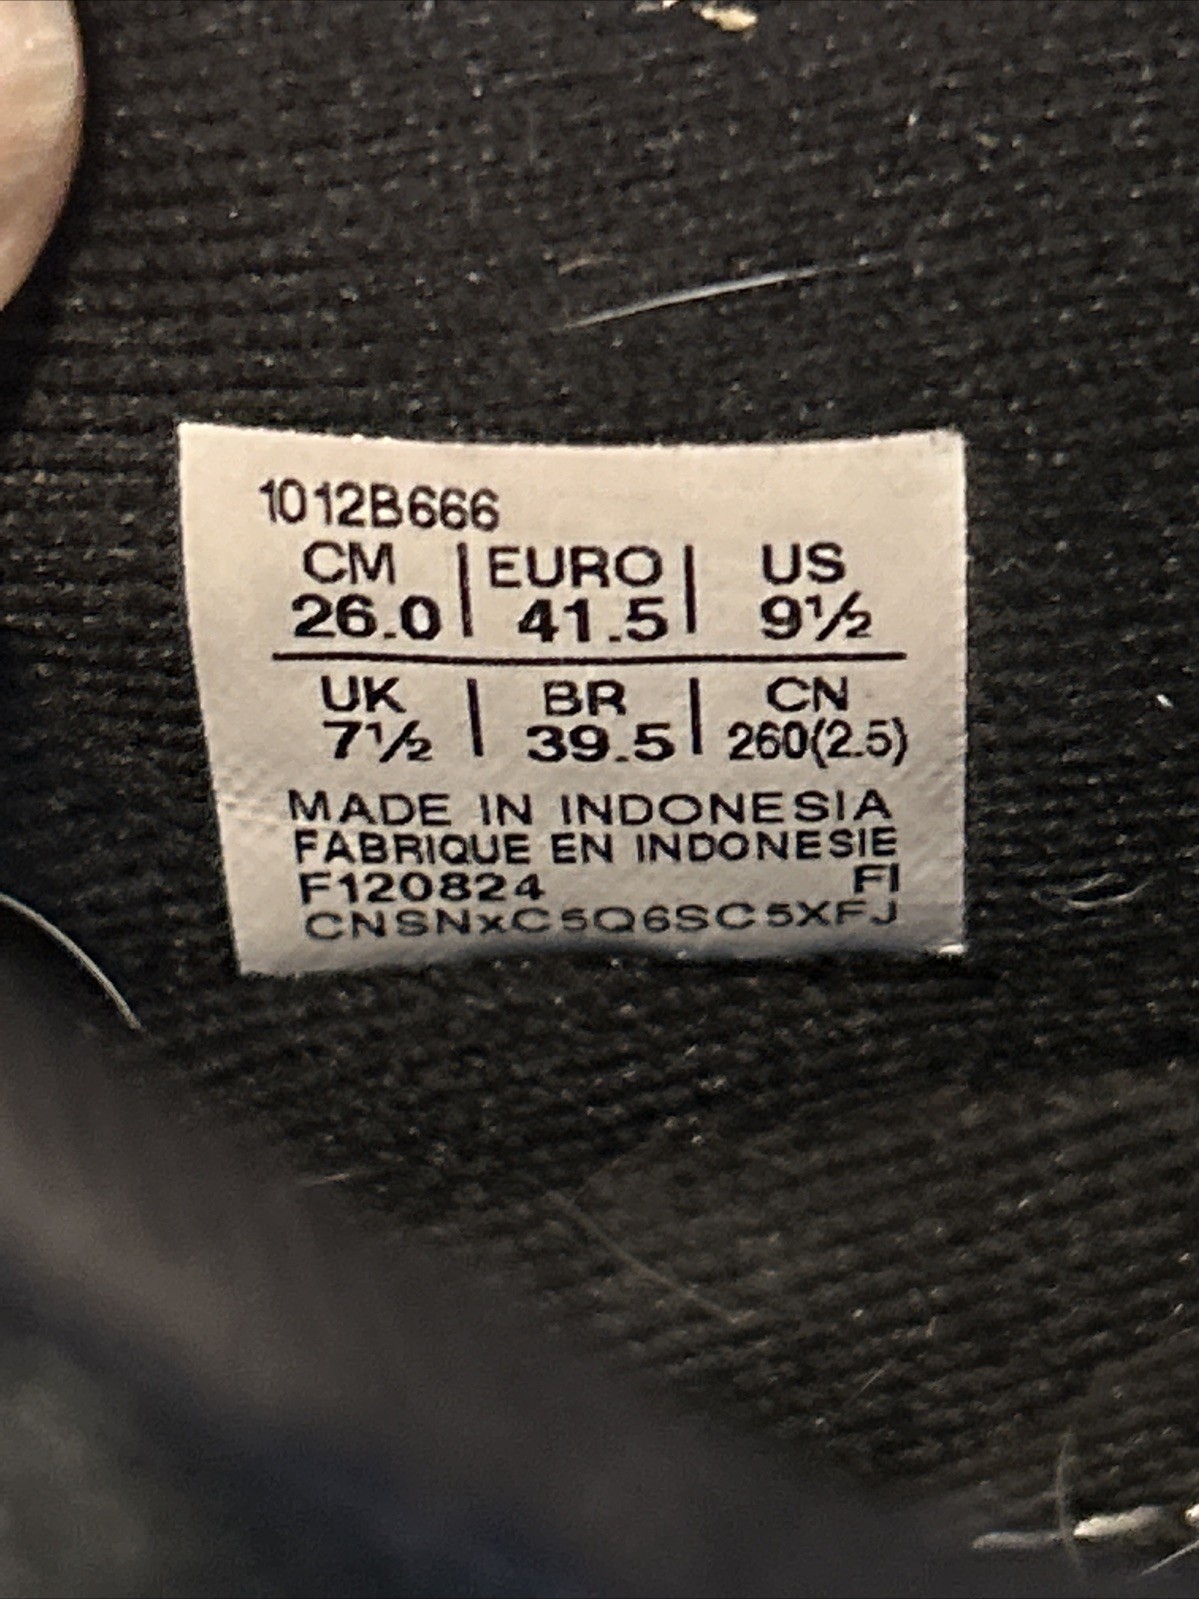 1012B666
CM | EURO | US
26.0 | 41.5 | 9½
UK | BR | CN
7½ | 39.5 | 260(2.5)
MADE IN INDONESIA
FABRIQUE EN INDONESIE
F120824 FI
CNSNxC5Q6SC5XFJ